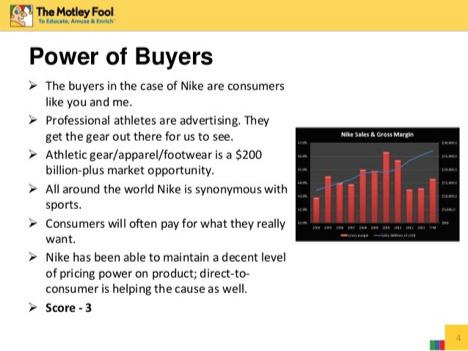 The Motley Fool
To Educate, Amuse & Enrich
Power of Buyers
➤ The buyers in the case of Nike are consumers
like you and me.
➤ Professional athletes are advertising. They
get the gear out there for us to see.
➤ Athletic gear/apparel/footwear is a $200
billion-plus market opportunity.
➤ All around the world Nike is synonymous with
sports.
➤ Consumers will often pay for what they really
want.
➤ Nike has been able to maintain a decent level
of pricing power on product; direct-to-
consumer is helping the cause as well.
➤ Score - 3
Nike Sales & Gross Margin
4